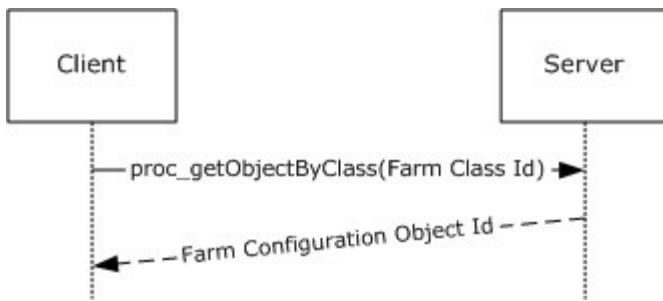 Client
Server
proc_getObjectByClass(Farm Class Id)
Farm Configuration Object Id